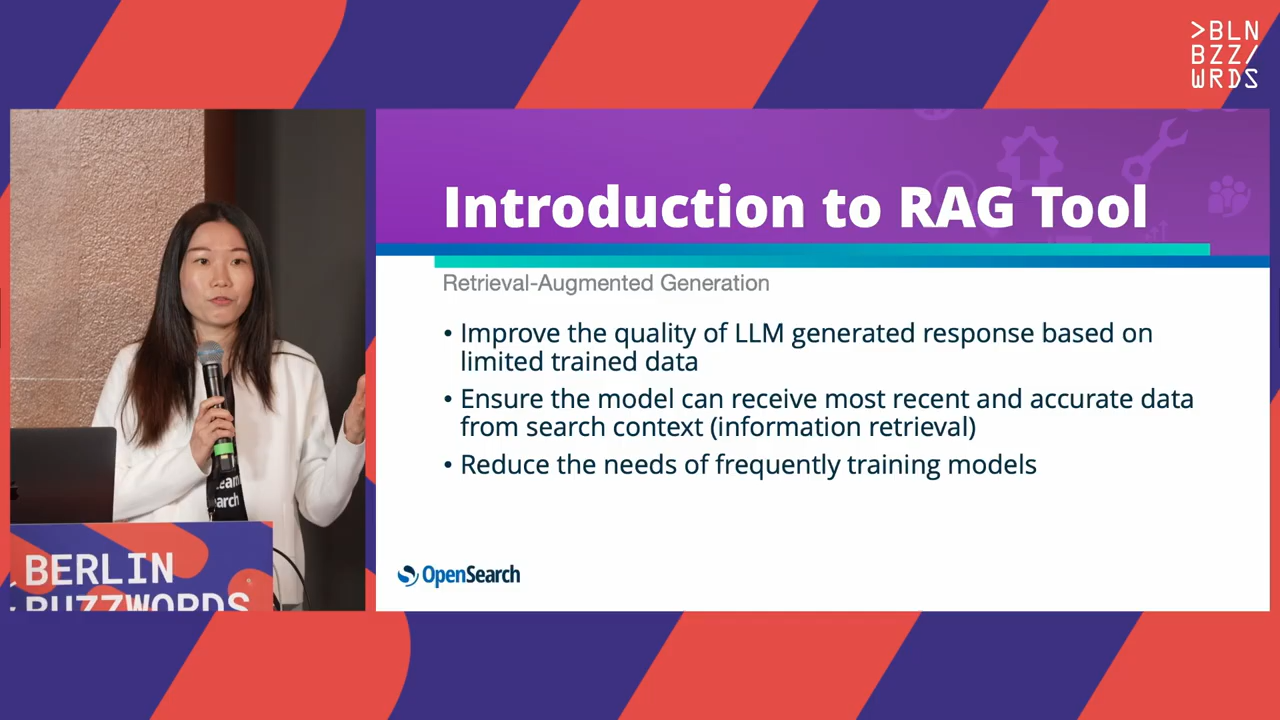 >BLN
BZZ/
WRDS
Introduction to RAG Tool
Retrieval-Augmented Generation
• Improve the quality of LLM generated response based on
limited trained data
• Ensure the model can receive most recent and accurate data
from search context (information retrieval)
• Reduce the needs of frequently training models
OpenSearch
earch
BERLIN
BUZZWORDS